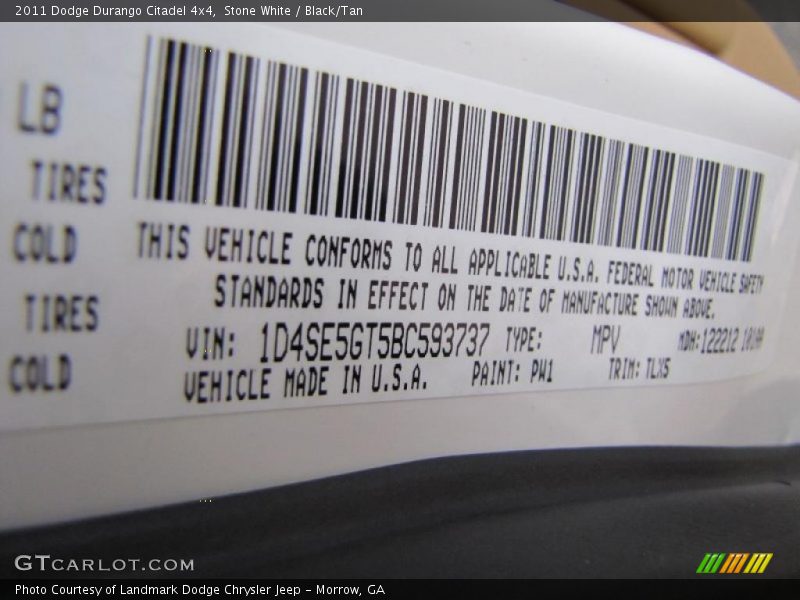 2011 Dodge Durango Citadel 4x4, Stone White / Black/Tan
LB
TIRES
COLD
TIRES
COLD
THIS VEHICLE CONFORMS TO ALL APPLICABLE U.S.A. FEDERAL MOTOR VEHICLE SAFETY
STANDARDS IN EFFECT ON THE DATE OF MANUFACTURE SHOWN ABOVE.
VIN: 1D4SE5GT5BC593737 TYPE: MPV MDH:122212
VEHICLE MADE IN U.S.A. PAINT: PW1 TRIM: TLX5
GTCARLOT.COM
Photo Courtesy of Landmark Dodge Chrysler Jeep – Morrow, GA